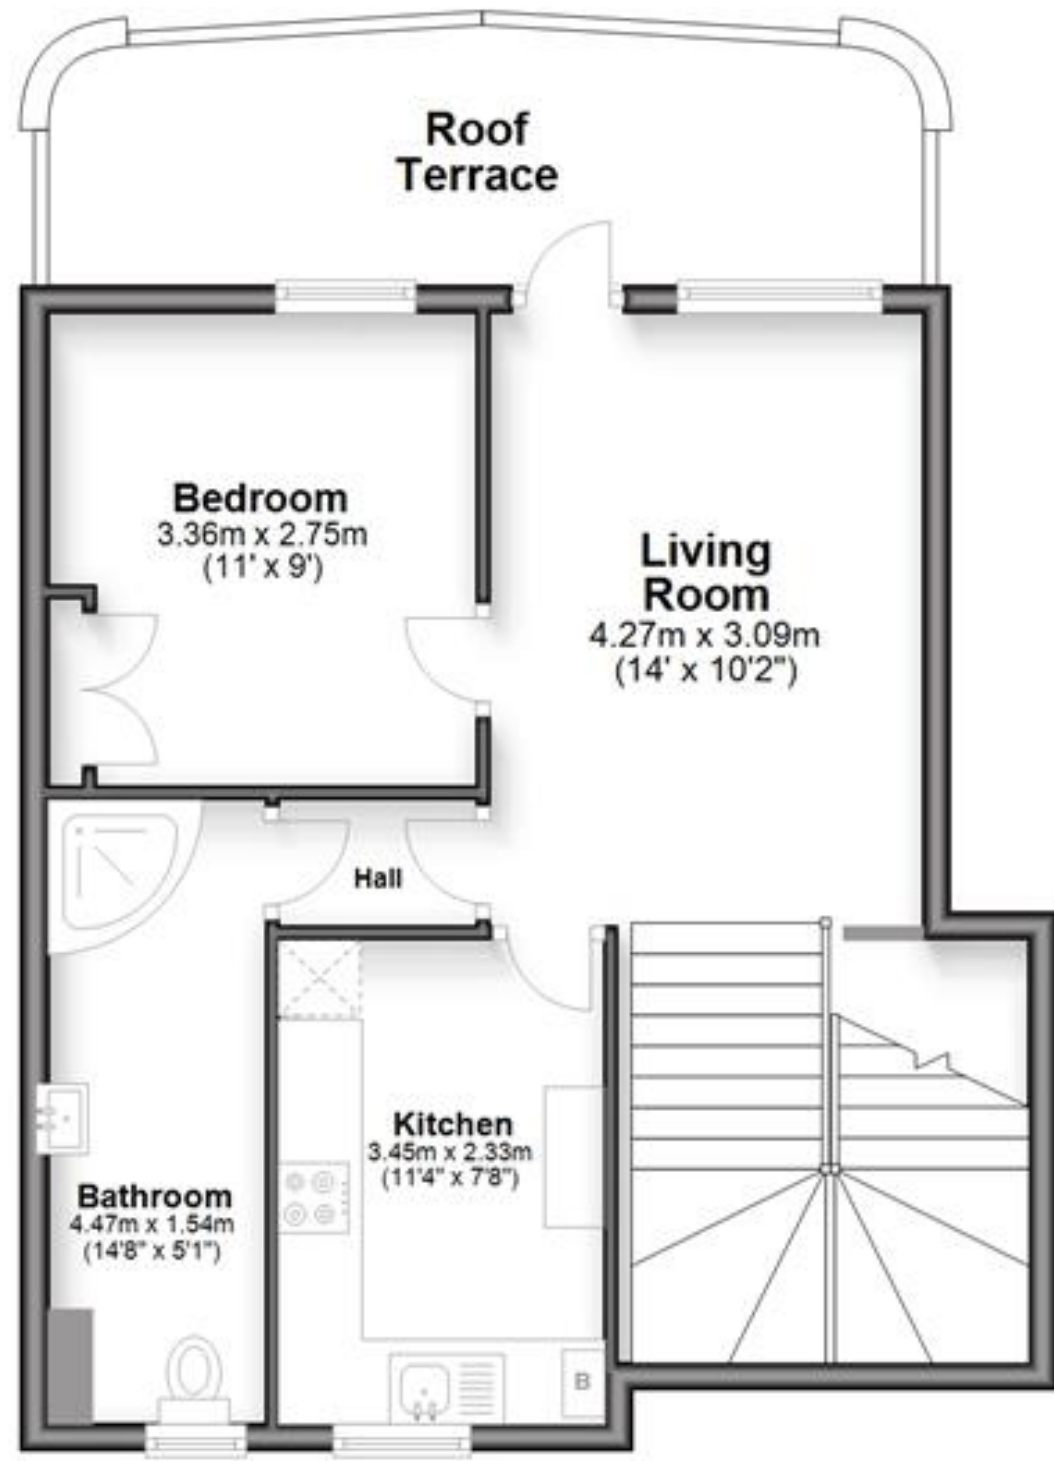 Roof
Terrace
Bedroom
3.36m x 2.75m
(11' x 9')
Living
Room
4.27m x 3.09m
(14' x 10'2")
Hall
Kitchen
3.45m x 2.33m
(11'4" x 7'8")
Bathroom
4.47m x 1.54m
(14'8" x 5'1")
B